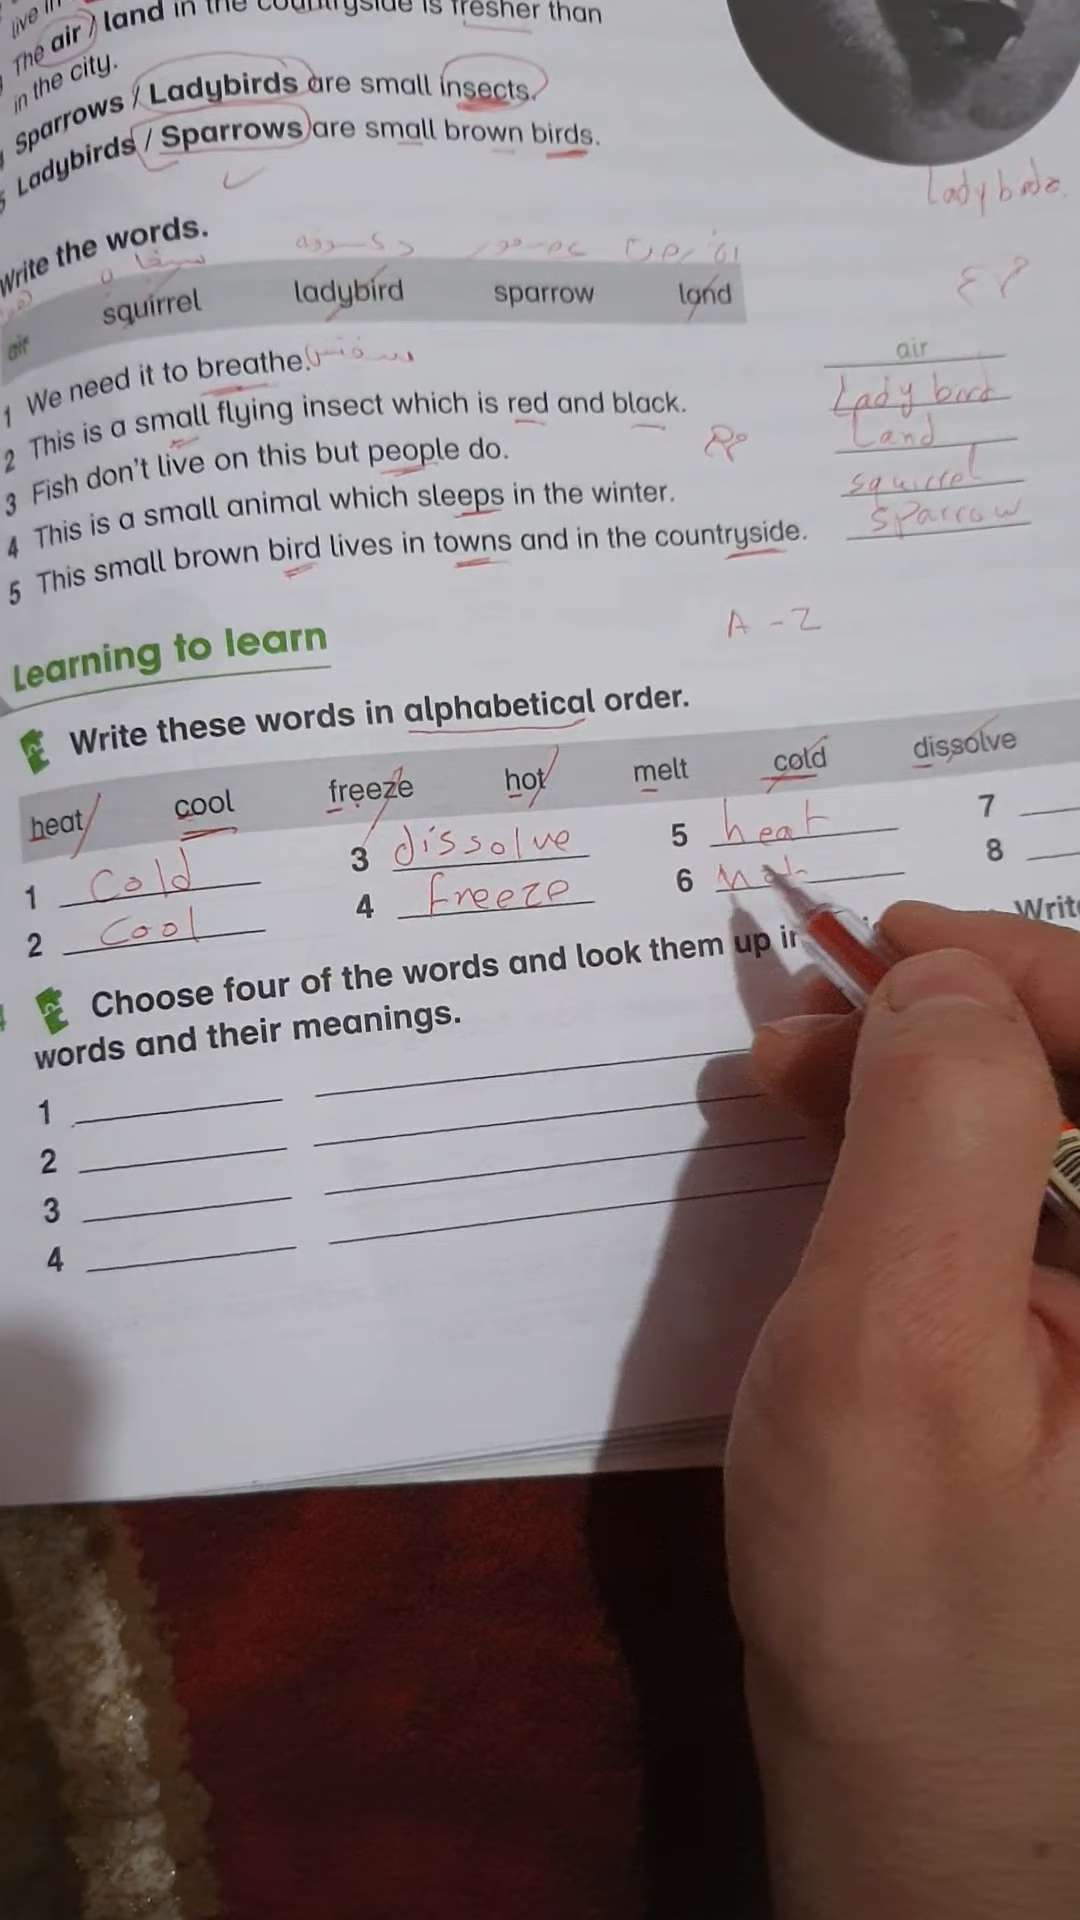 live in
The air / land in the countryside is fresher than
in the city.
Sparrows / Ladybirds are small insects.
5 Ladybirds / Sparrows are small brown birds.
Ladybirds.
Write the words.
air squirrel ladybird sparrow land
1 We need it to breathe. air
2 This is a small flying insect which is red and black. Lady bird
3 Fish don't live on this but people do. Land
4 This is a small animal which sleeps in the winter. squirrel
5 This small brown bird lives in towns and in the countryside. sparrow
A - Z
Learning to learn
Write these words in alphabetical order.
heat cool freeze hot melt cold dissolve
1 Cold 3 dissolve 5 heat 7
2 Cool 4 freeze 6 hot 8
Choose four of the words and look them up in Write
words and their meanings.
1
2
3
4